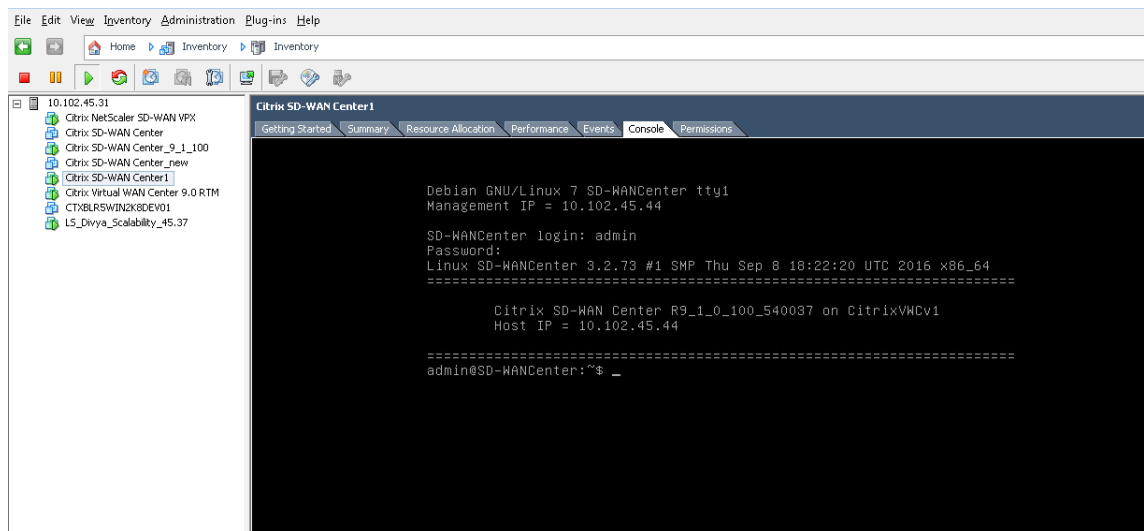 File Edit View Inventory Administration Plug-ins Help
Home Inventory Inventory
10.102.45.31
Citrix NetScaler SD-WAN VPX
Citrix SD-WAN Center
Citrix SD-WAN Center_9_1_100
Citrix SD-WAN Center_new
Citrix SD-WAN Center1
Citrix Virtual WAN Center 9.0 RTM
CTXBLR5WIN2K8DEV01
LS_Divya_Scalability_45.37
Citrix SD-WAN Center1
Getting Started Summary Resource Allocation Performance Events Console Permissions
Debian GNU/Linux 7 SD-WANCenter tty1
Management IP = 10.102.45.44
SD-WANCenter login: admin
Password:
Linux SD-WANCenter 3.2.73 #1 SMP Thu Sep 8 18:22:20 UTC 2016 x86_64
======================================================================
Citrix SD-WAN Center R9_1_0_100_540037 on CitrixVWCv1
Host IP = 10.102.45.44
======================================================================
admin@SD-WANCenter:~$ _